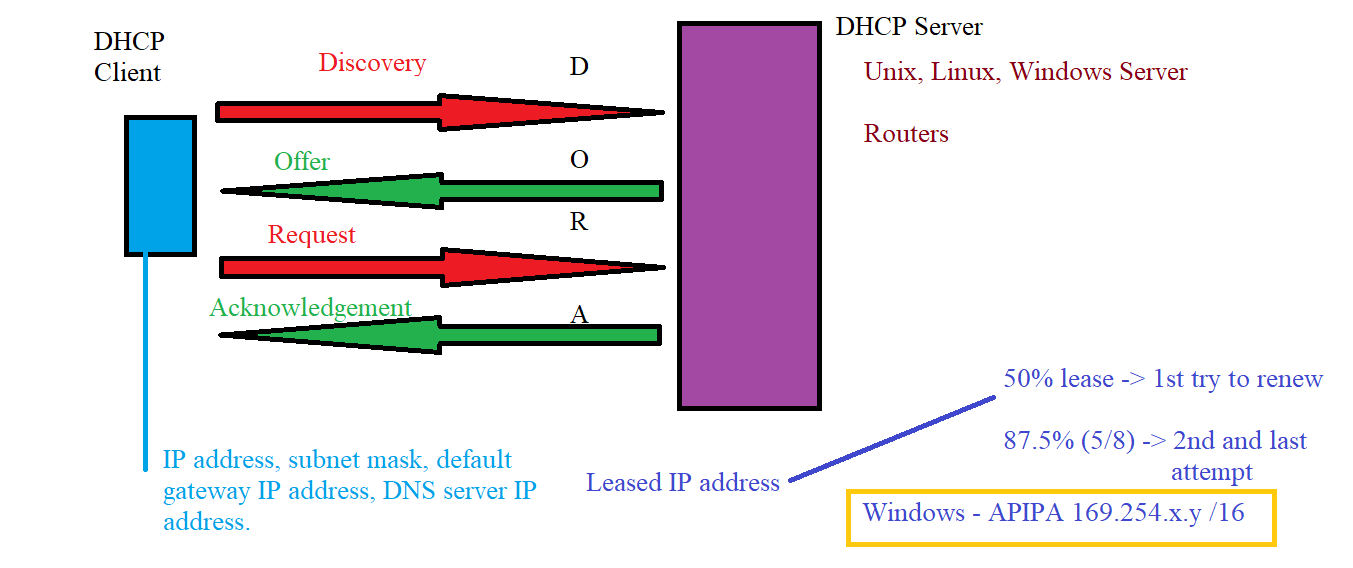 DHCP
Client
Discovery
D
DHCP Server
Unix, Linux, Windows Server
Routers
Offer
O
Request
R
Acknowledgement
A
IP address, subnet mask, default
gateway IP address, DNS server IP
address.
Leased IP address
50% lease -> 1st try to renew
87.5% (5/8) -> 2nd and last
attempt
Windows - APIPA 169.254.x.y /16